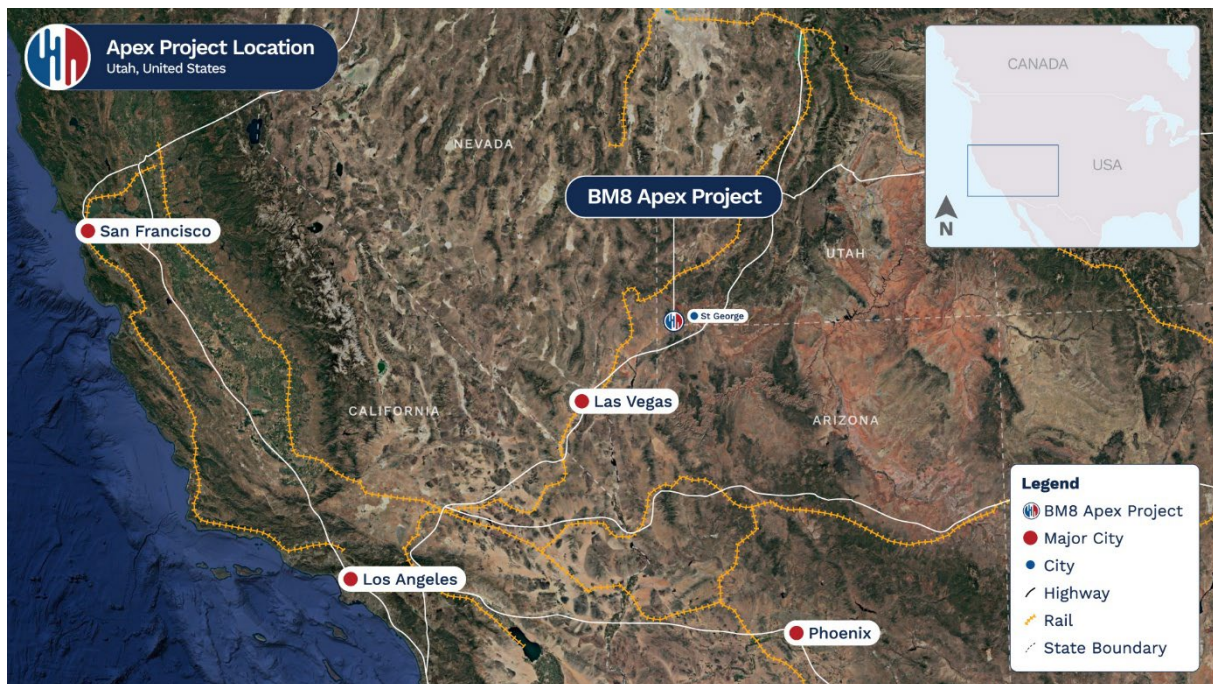 Apex Project Location
Utah, United States
CANADA
USA
N
NEVADA
BM8 Apex Project
San Francisco
UTAH
St George
Las Vegas
CALIFORNIA
ARIZONA
Los Angeles
Phoenix
Legend
BM8 Apex Project
Major City
City
Highway
Rail
State Boundary